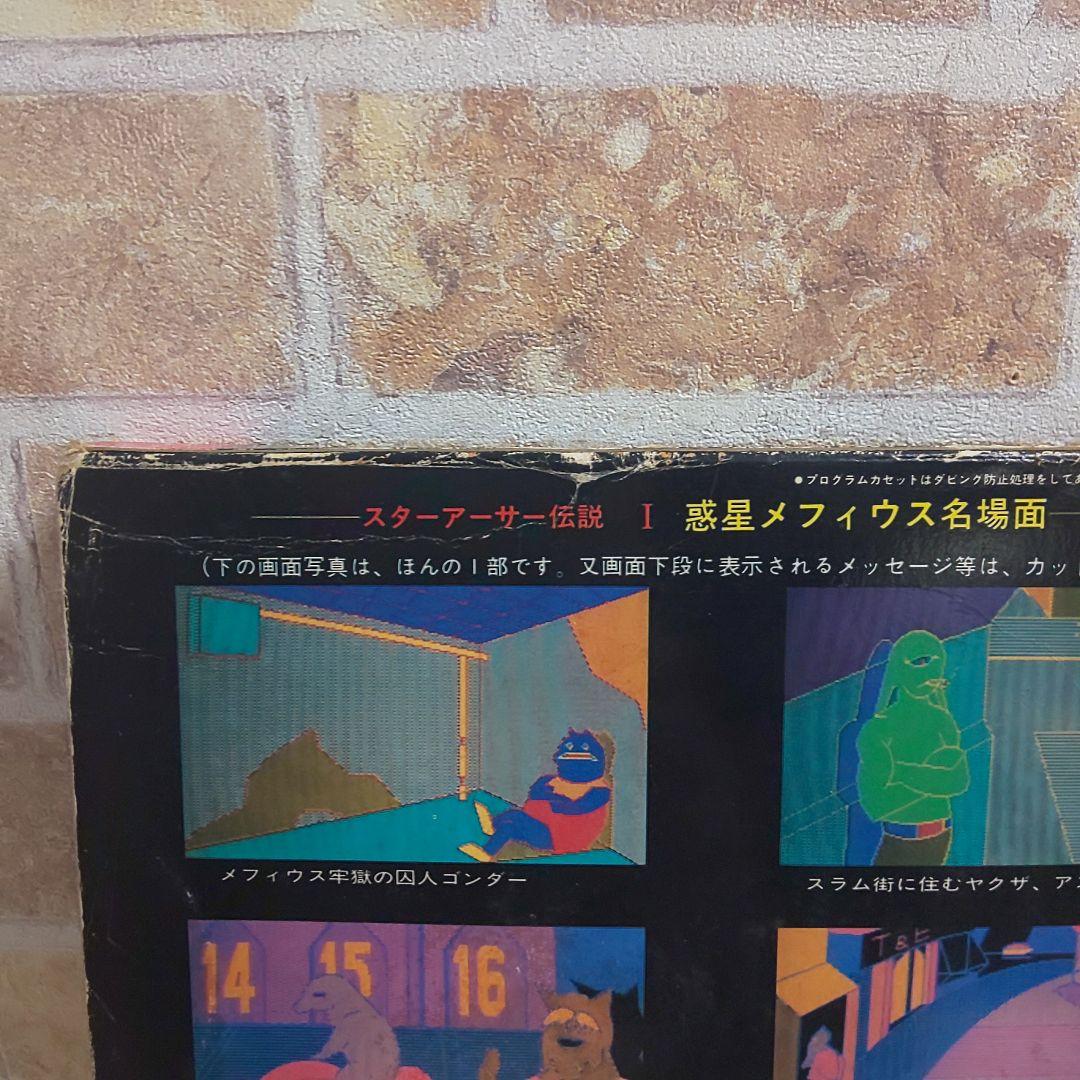 ●プログラムカセットはダビング防止処理をしてあ
スターアーサー伝説 I 惑星メフィウス名場面
(下の画面写真は、ほんの1部です。又画面下段に表示されるメッセージ等は、カット
メフィウス牢獄の囚人ゴンダー
スラム街に住むヤクザ、ア
14 15 16
T&E